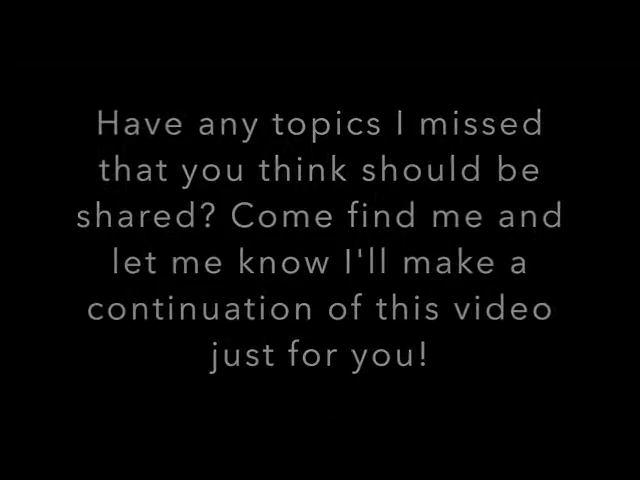 Have any topics I missed
that you think should be
shared? Come find me and
let me know I'll make a
continuation of this video
just for you!